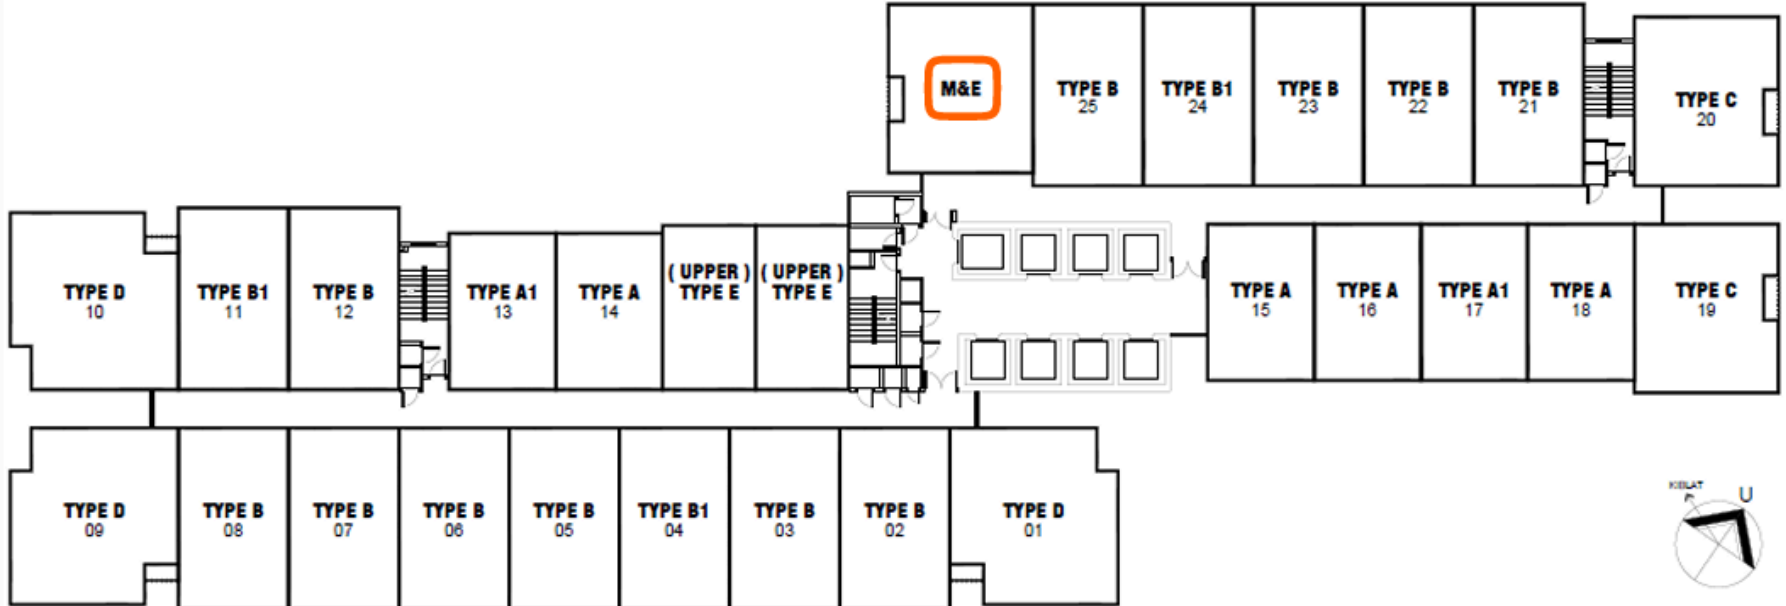 M&E
TYPE B
25
TYPE B1
24
TYPE B
23
TYPE B
22
TYPE B
21
TYPE C
20
TYPE D
10
TYPE B1
11
TYPE B
12
TYPE A1
13
TYPE A
14
( UPPER )
TYPE E
( UPPER )
TYPE E
TYPE A
15
TYPE A
16
TYPE A1
17
TYPE A
18
TYPE C
19
TYPE D
09
TYPE B
08
TYPE B
07
TYPE B
06
TYPE B
05
TYPE B1
04
TYPE B
03
TYPE B
02
TYPE D
01
KIBLAT
U